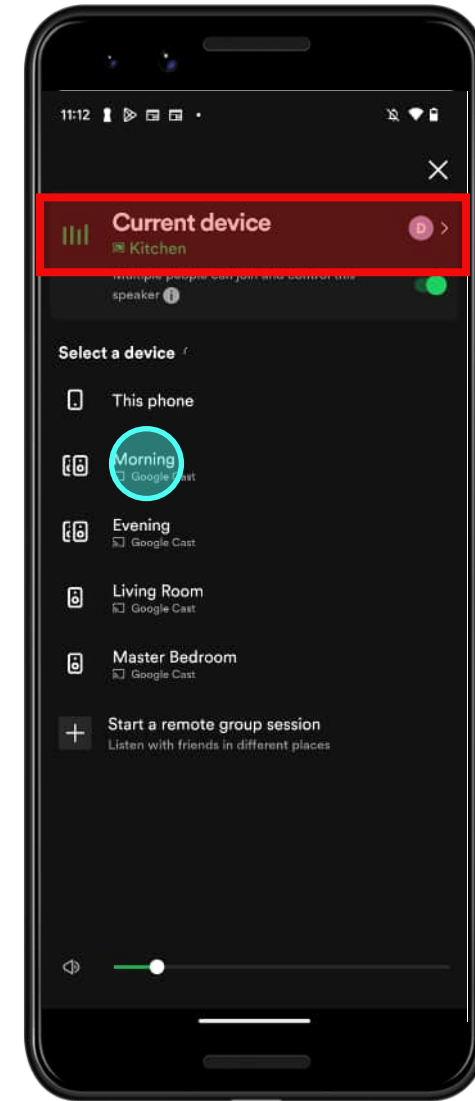 11:12
Current device
D
Kitchen
Multiple people can join and control this
speaker
Select a device
This phone
Morning
Google Cast
Evening
Google Cast
Living Room
Google Cast
Master Bedroom
Google Cast
Start a remote group session
Listen with friends in different places